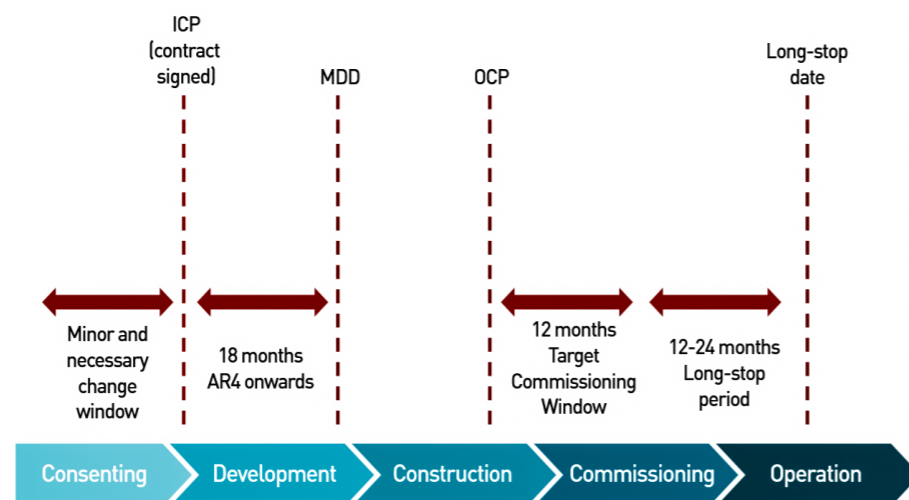 ICP
(contract
signed)
MDD
OCP
Long-stop
date
Minor and
necessary
change
window
18 months
AR4 onwards
12 months
Target
Commissioning
Window
12-24 months
Long-stop
period
Consenting
Development
Construction
Commissioning
Operation